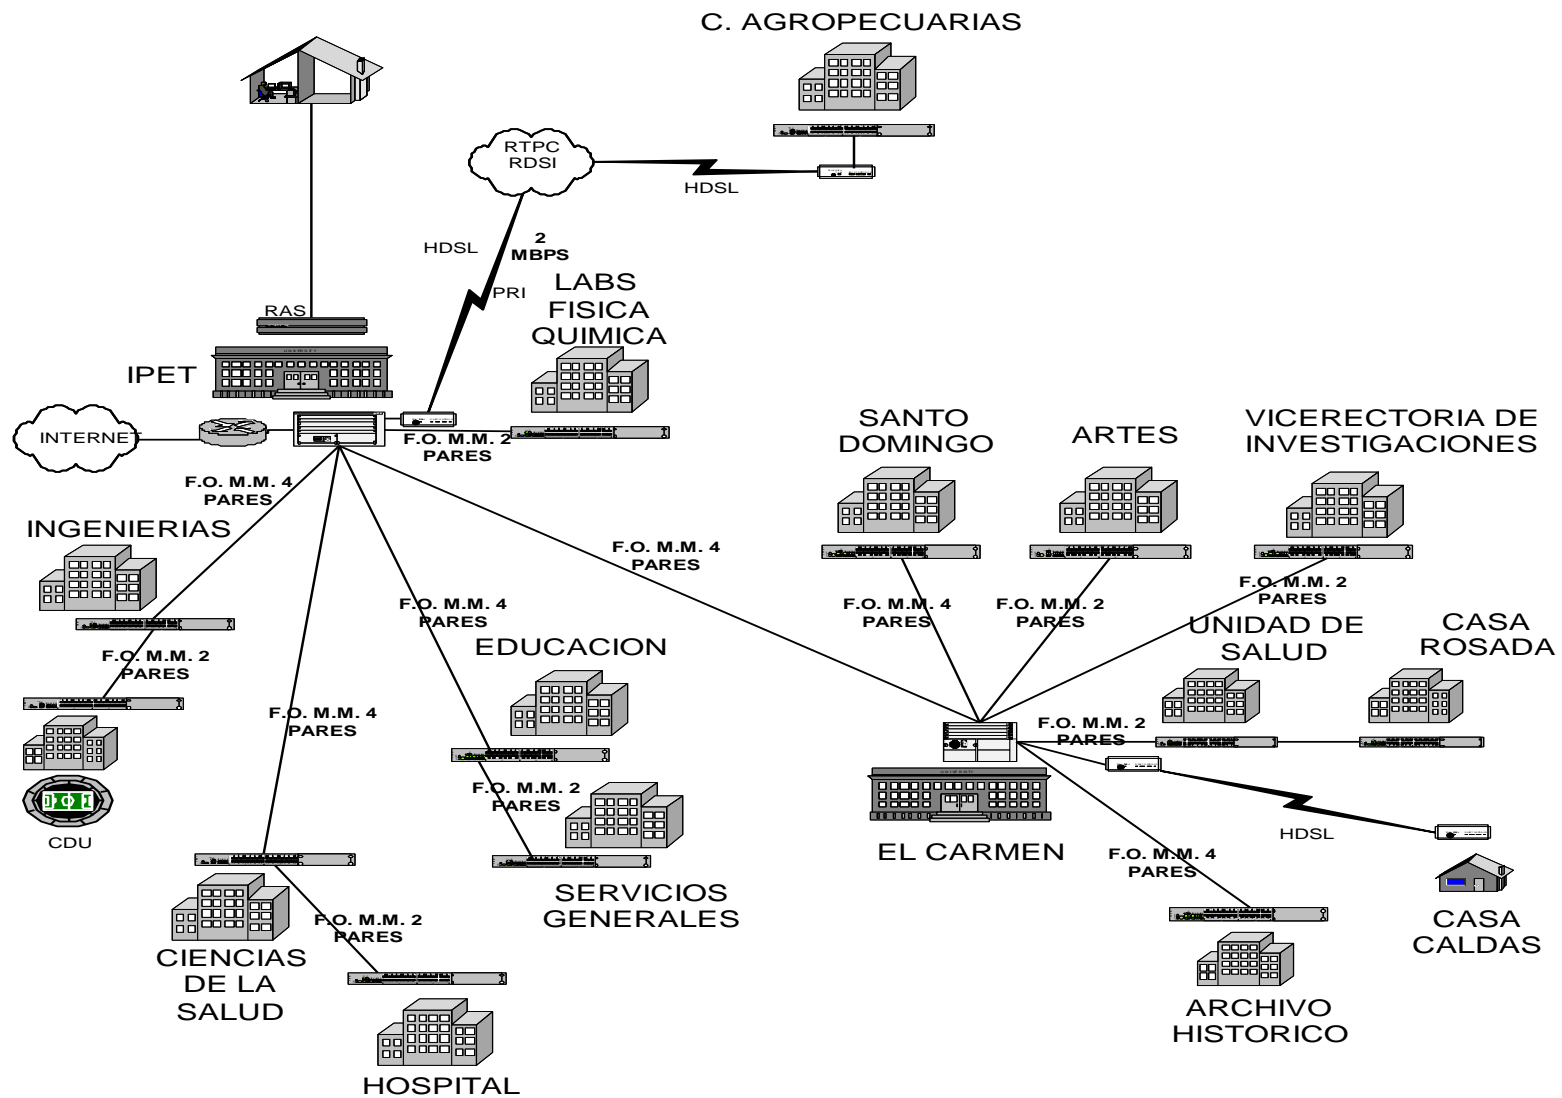 C. AGROPECUARIAS
RTPC
RDSI
HDSL
HDSL
2
MBPS
PRI
LABS
FISICA
QUIMICA
RAS
IPET
INTERNET
F.O. M.M. 2
PARES
F.O. M.M. 4
PARES
INGENIERIAS
F.O. M.M. 2
PARES
CDU
F.O. M.M. 4
PARES
CIENCIAS
DE LA
SALUD
F.O. M.M. 2
PARES
HOSPITAL
F.O. M.M. 4
PARES
EDUCACION
F.O. M.M. 2
PARES
SERVICIOS
GENERALES
F.O. M.M. 4
PARES
SANTO
DOMINGO
ARTES
VICERECTORIA DE
INVESTIGACIONES
F.O. M.M. 4
PARES
F.O. M.M. 2
PARES
F.O. M.M. 2
PARES
UNIDAD DE
SALUD
CASA
ROSADA
F.O. M.M. 2
PARES
EL CARMEN
HDSL
F.O. M.M. 4
PARES
CASA
CALDAS
ARCHIVO
HISTORICO